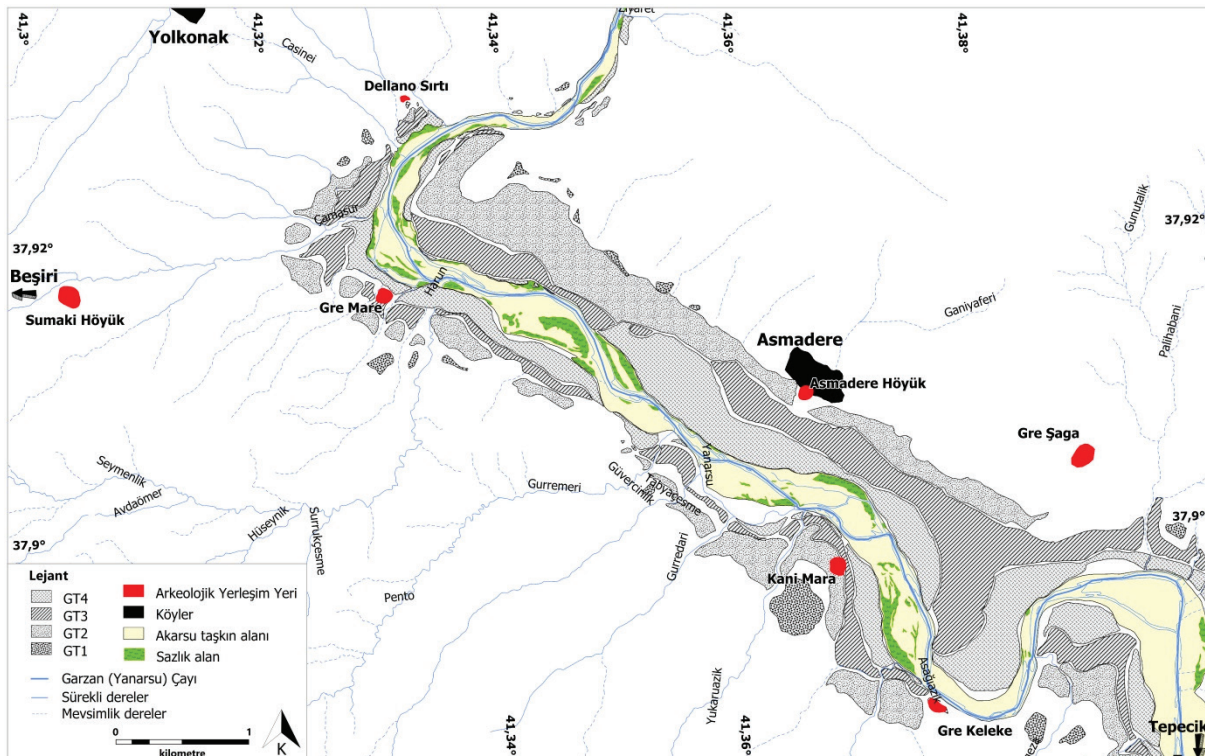 41,3°
41,32°
41,34°
Ziyaret
41,36°
41,38°
Yolkonak
Casinei
Dellano Sırtı
Gunutalik
Camasur
37,92°
37,92°
Beşiri
Harun
Gre Mare
Sumaki Höyük
Ganiyaferi
Palihabani
Asmadere
Asmadere Höyük
Gre Şaga
Yanarsu
Seymenlik
Avdaömer
Hüseynik
Surrukçesme
Gurremeri
Güvercinlik
Tabyaçeşme
37,9°
37,9°
Gurredari
Kani Mara
Pento
Yukaruazik
Aşağıazik
Gre Keleke
Tepecik
41,34°
41,36°
Lejant
GT4
GT3
GT2
GT1
Arkeolojik Yerleşim Yeri
Köyler
Akarsu taşkın alanı
Sazlık alan
Garzan (Yanarsu) Çayı
Sürekli dereler
Mevsimlik dereler
0 1
kilometre
K